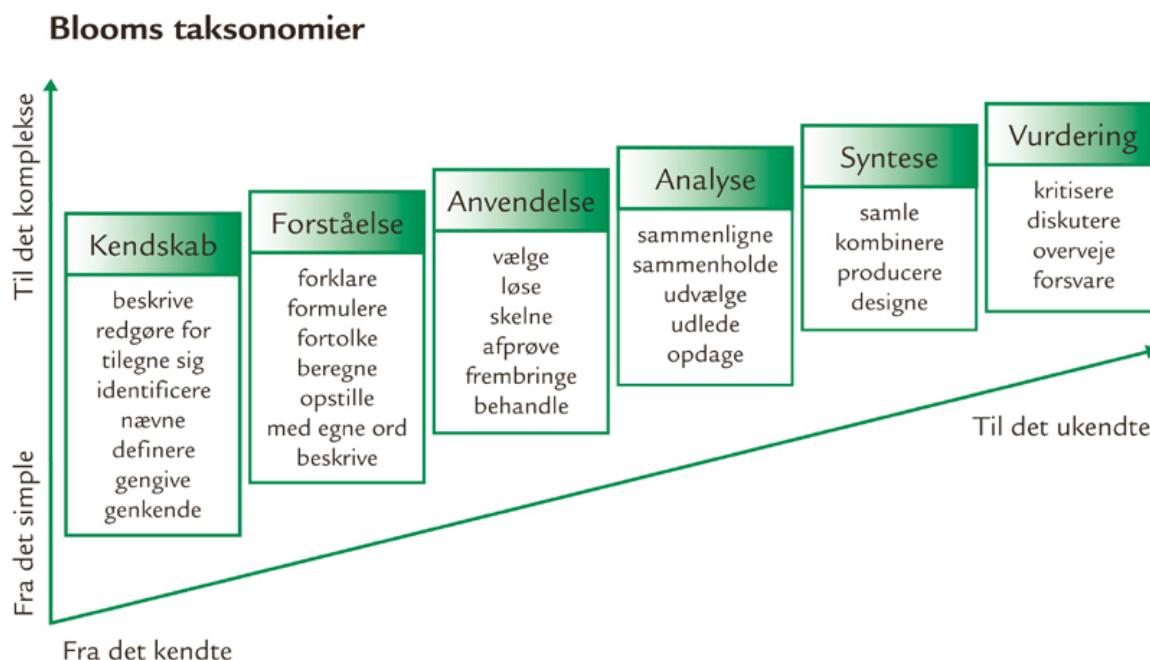 Blooms taksonomier
Til det komplekse
Fra det simple
Kendskab
beskrive
redgøre for
tilegne sig
identificere
nævne
definere
gengive
genkende
Forståelse
forklare
formulere
fortolke
beregne
opstille
med egne ord
beskrive
Anvendelse
vælge
løse
skelne
afprøve
frembringe
behandle
Analyse
sammenligne
sammenholde
udvælge
udlede
opdage
Syntese
samle
kombinere
producere
designe
Vurdering
kritisere
diskutere
overveje
forsvare
Til det ukendte
Fra det kendte